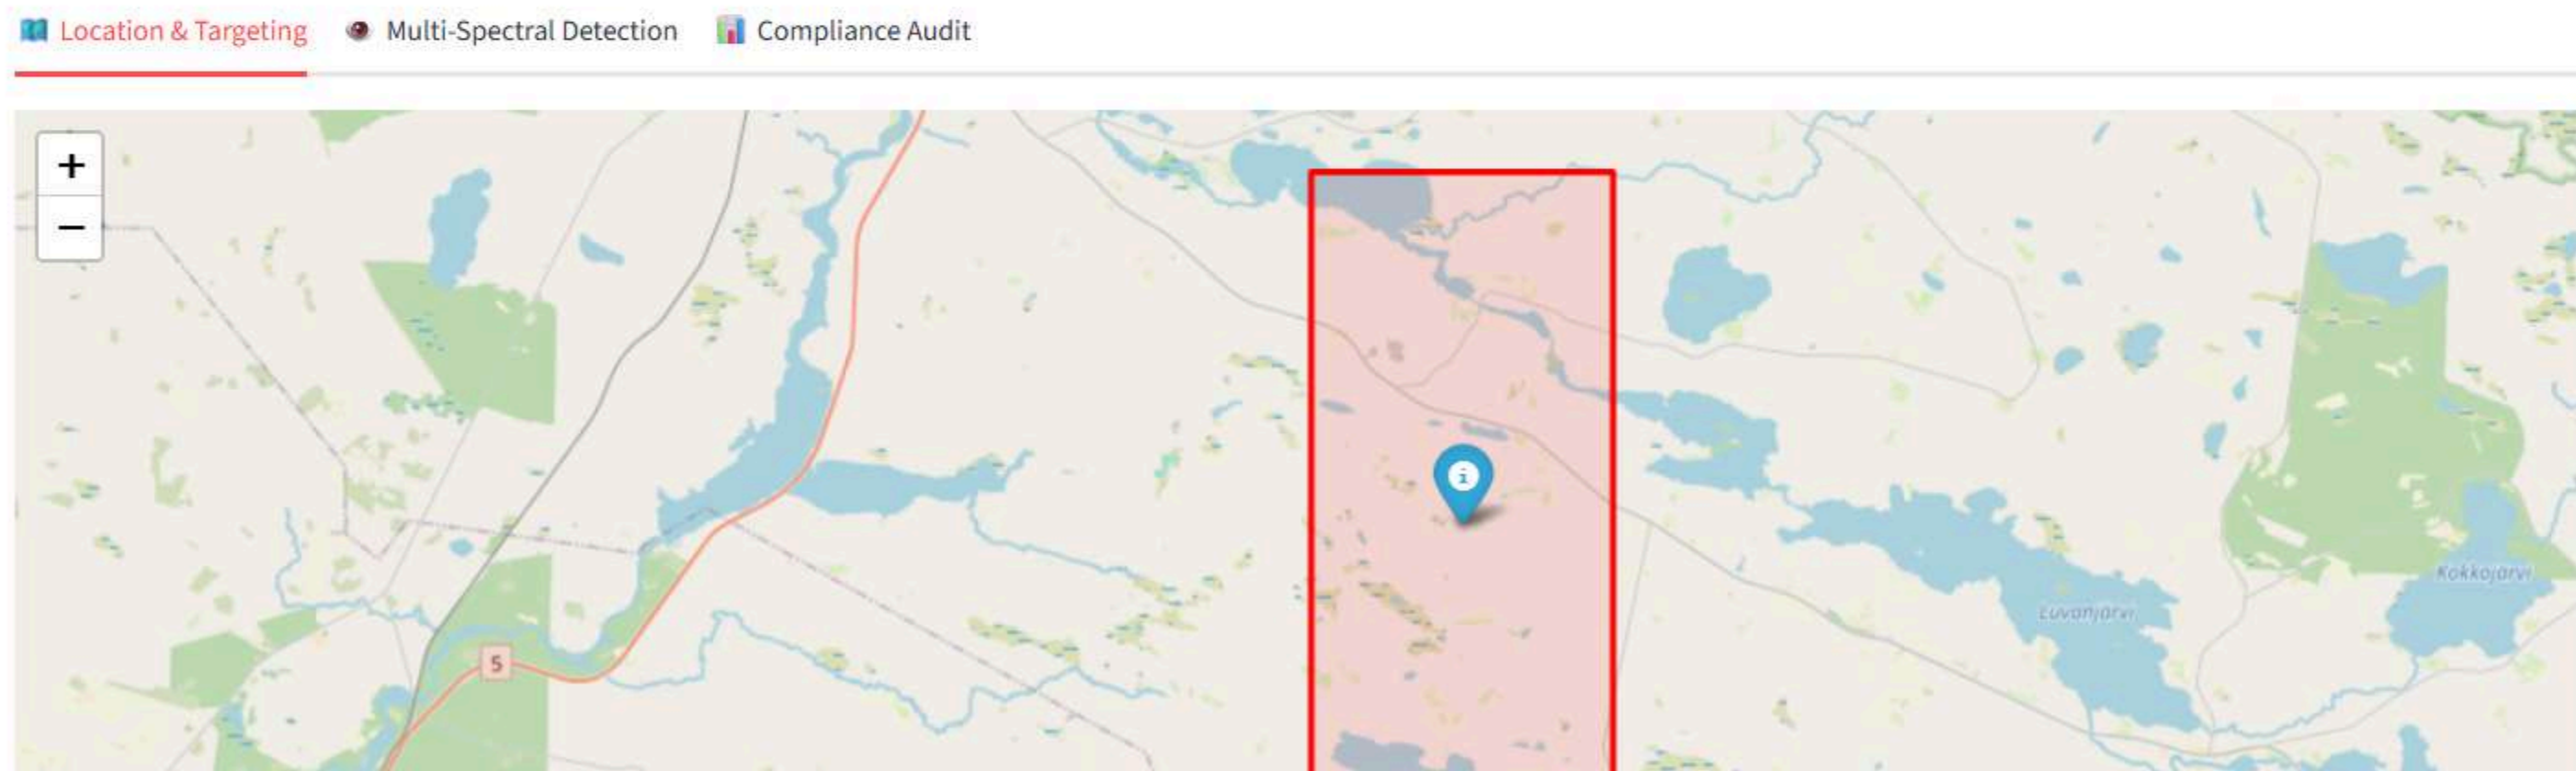 Location & Targeting
Multi-Spectral Detection
Compliance Audit
+
−
i
5
Kokkojärvi
Luvanjärvi